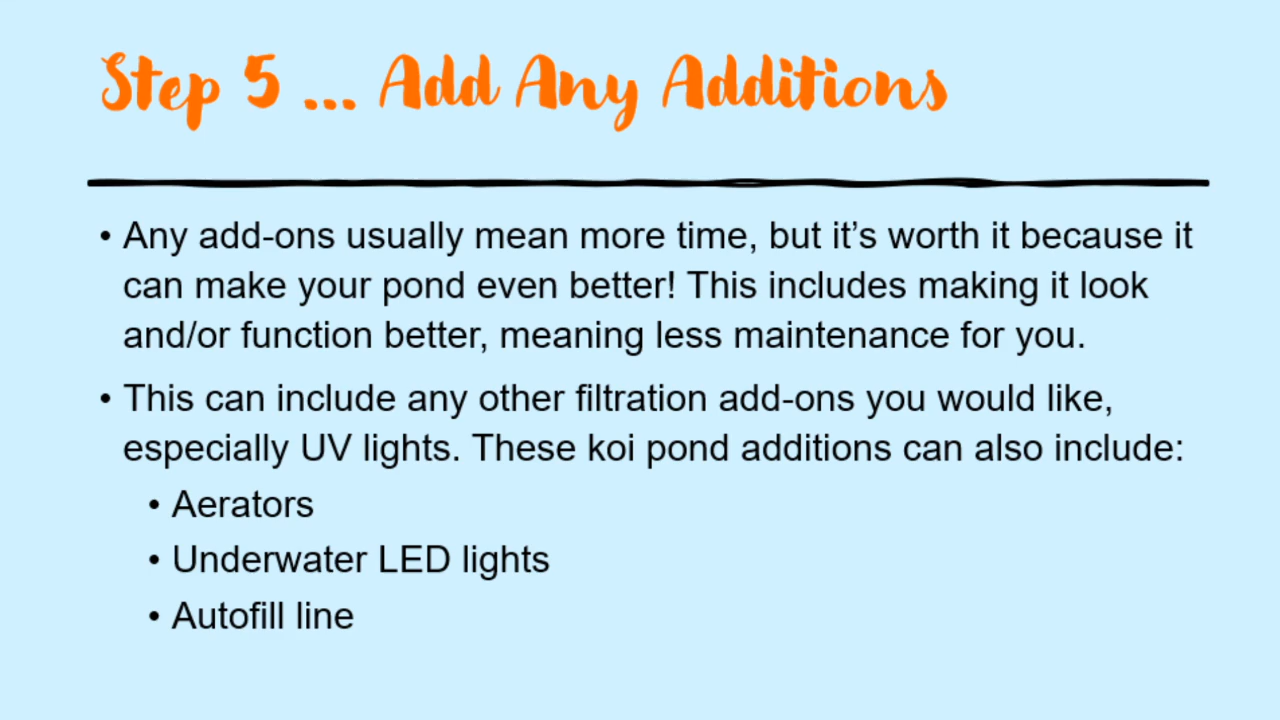 Step 5 ... Add Any Additions
• Any add-ons usually mean more time, but it’s worth it because it
can make your pond even better! This includes making it look
and/or function better, meaning less maintenance for you.
• This can include any other filtration add-ons you would like,
especially UV lights. These koi pond additions can also include:
• Aerators
• Underwater LED lights
• Autofill line